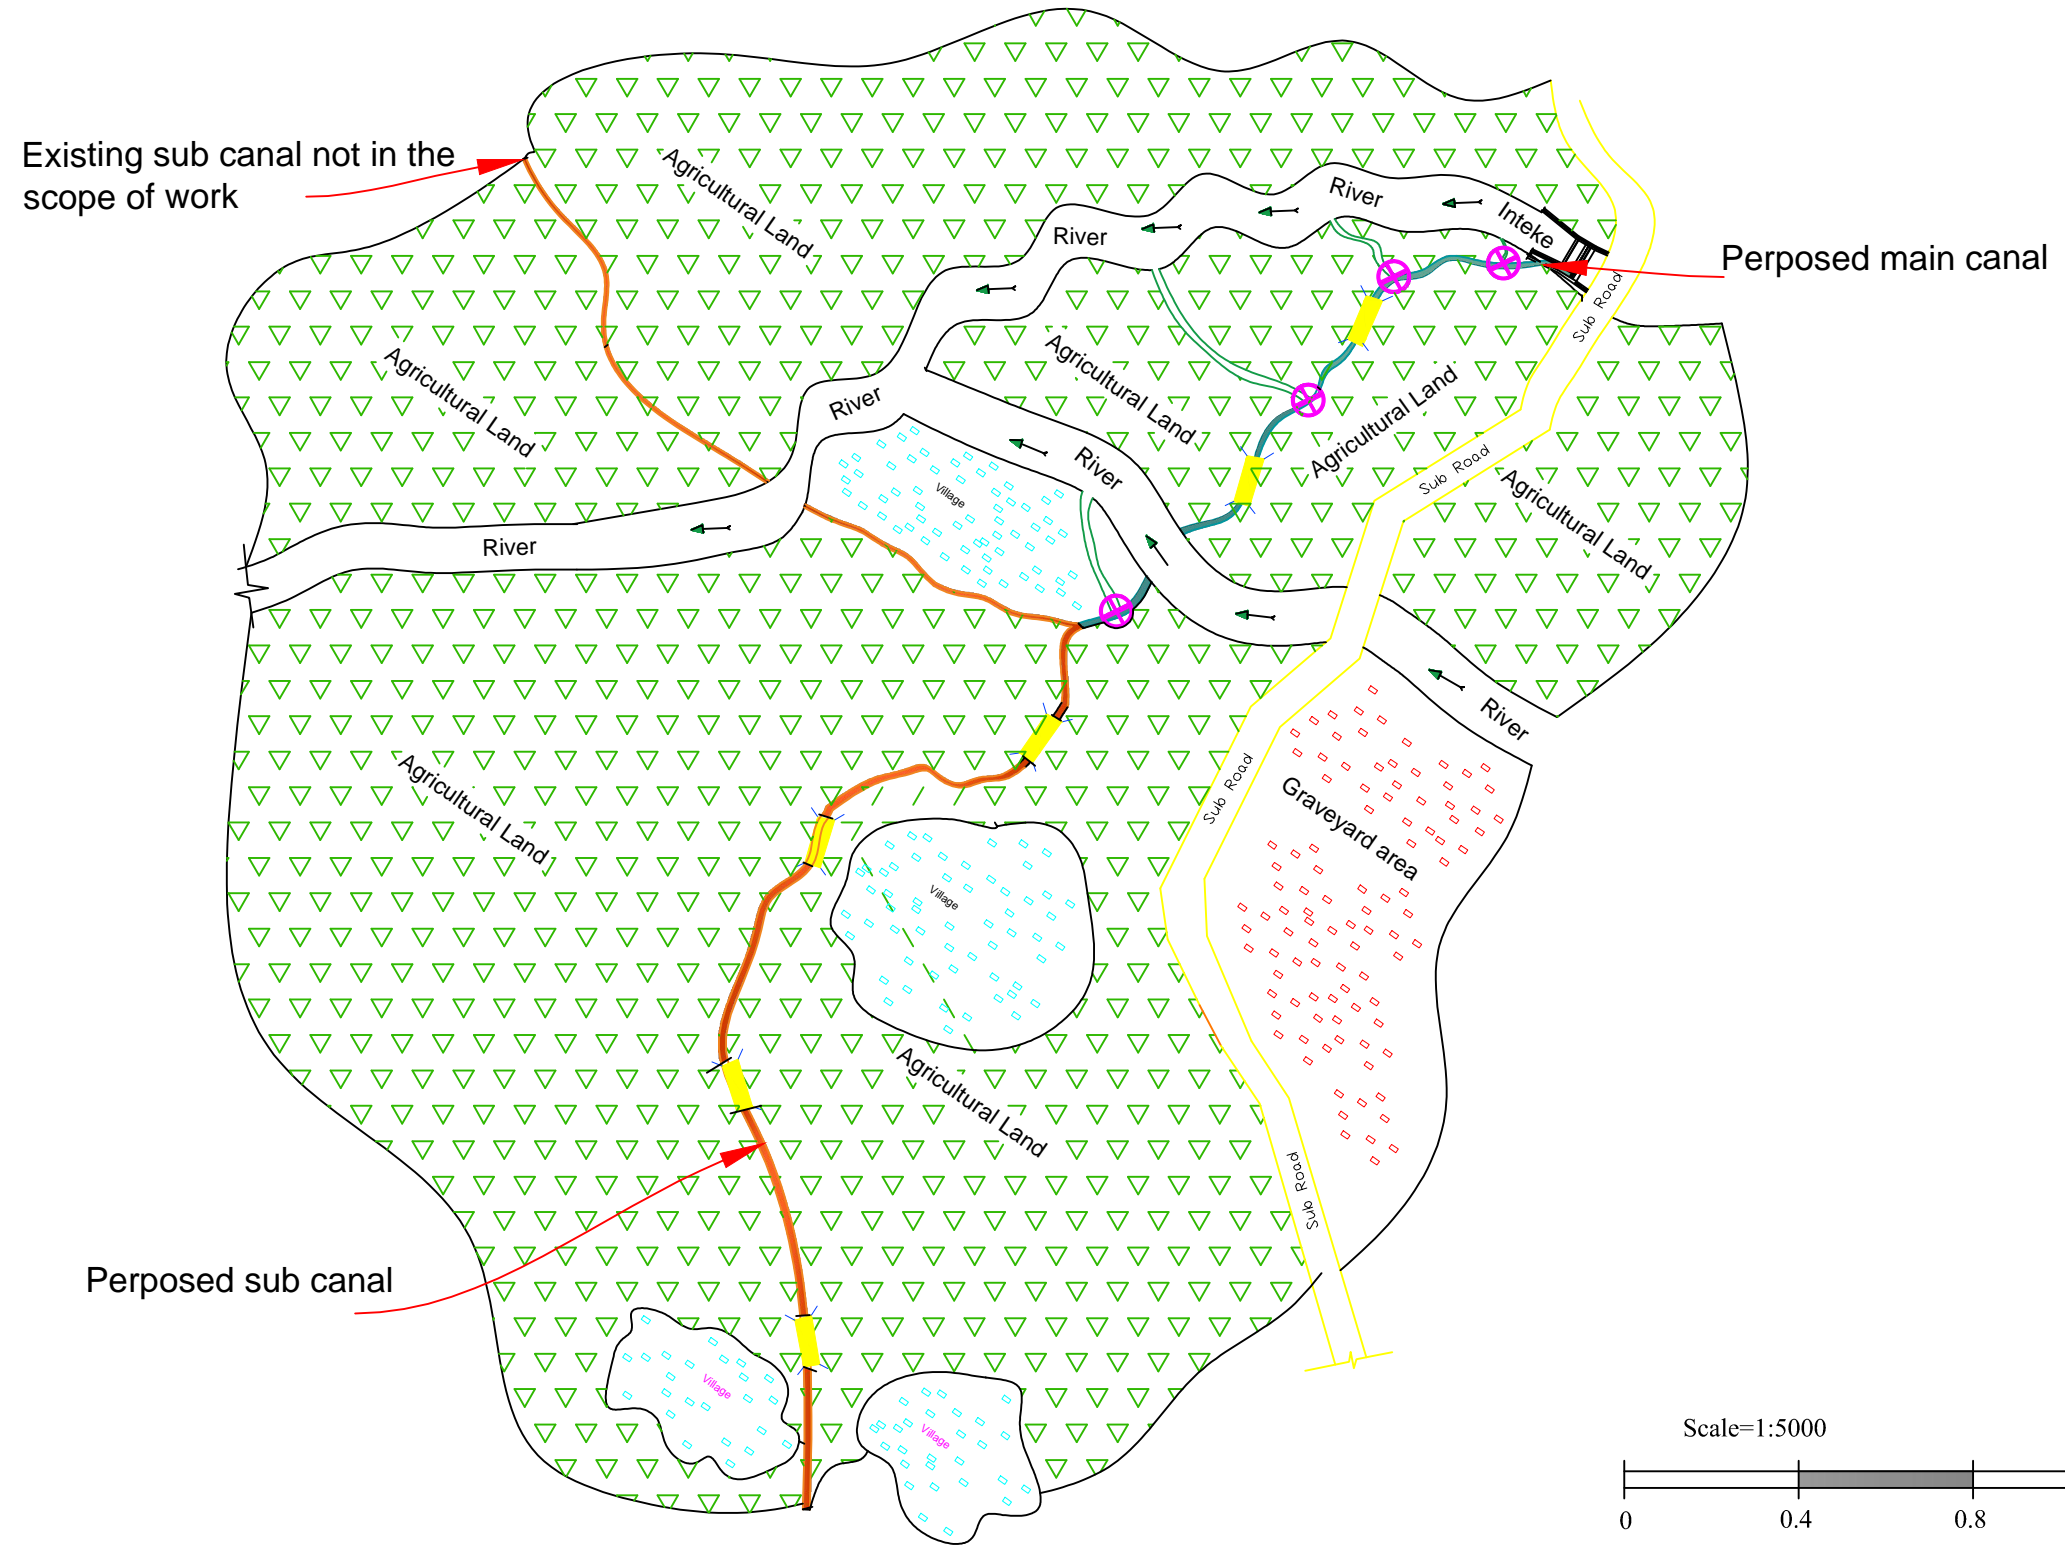 Existing sub canal not in the
scope of work
Agricultural Land
River
Inteke
River
Perposed main canal
Sub Road
Agricultural Land
Agricultural Land
Agricultural Land
River
River
Sub Road
Agricultural Land
Village
River
River
Sub Road
Graveyard area
Agricultural Land
Village
Agricultural Land
Sub Road
Perposed sub canal
Village
Village
Scale=1:5000
0 0.4 0.8